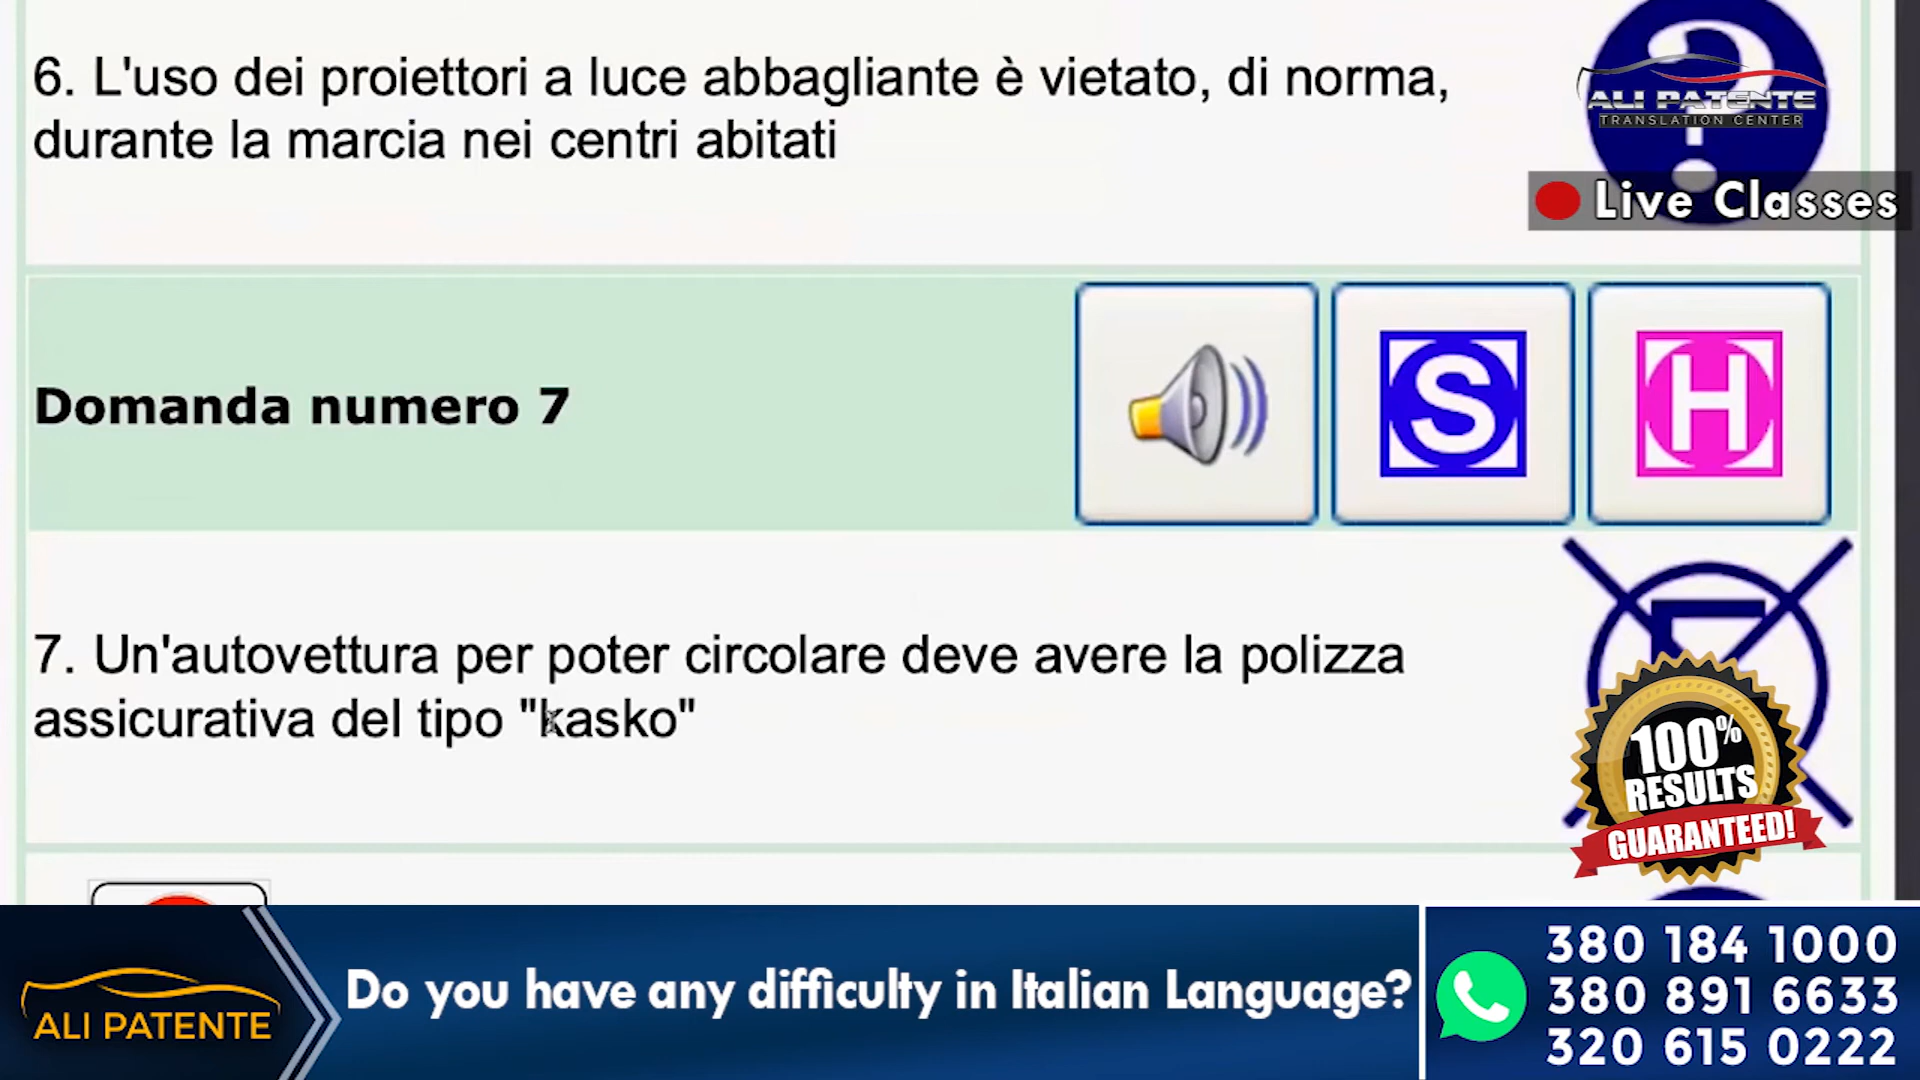 6. L'uso dei proiettori a luce abbagliante è vietato, di norma,
durante la marcia nei centri abitati
?
ALI PATENTE
TRANSLATION CENTER
Live Classes
Domanda numero 7
S
H
7. Un'autovettura per poter circolare deve avere la polizza
assicurativa del tipo "kasko"
100%
RESULTS
GUARANTEED!
ALI PATENTE
Do you have any difficulty in Italian Language?
380 184 1000
380 891 6633
320 615 0222